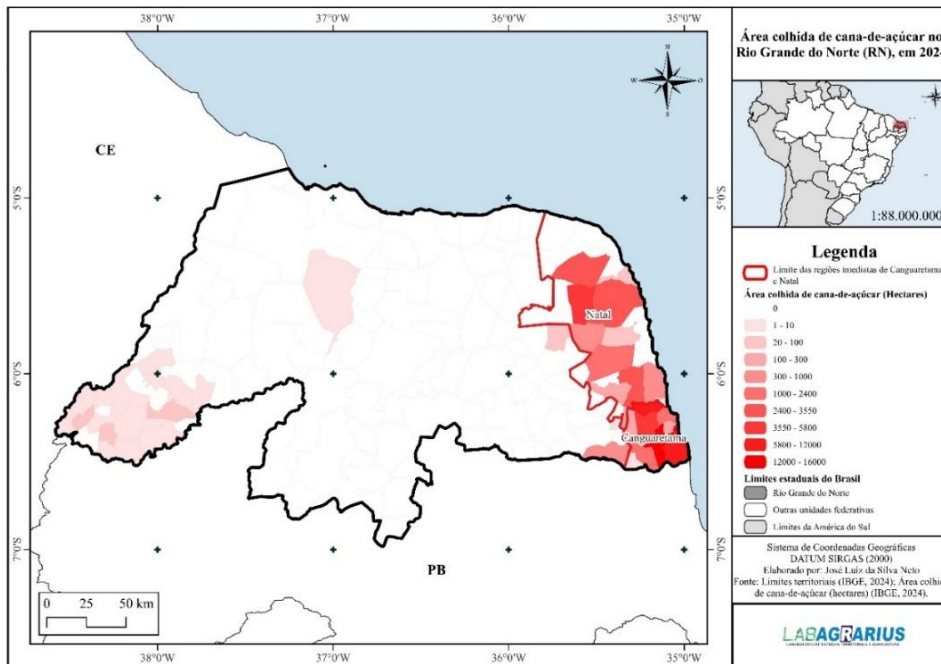 38°0'O
37°0'O
36°0'O
35°0'O
Área colhida de cana-de-açúcar no
Rio Grande do Norte (RN), em 202
N
W
O
S
CE
5°0'S
5°0'S
1:88.000.000
Legenda
Limite das regiões imediatas de Canguaretama
e Natal
Área colhida de cana-de-açúcar (Hectares)
0
1 - 10
20 - 100
100 - 300
300 - 1000
1000 - 2400
2400 - 3550
3550 - 5800
5800 - 12000
12000 - 16000
Natal
6°0'S
6°0'S
Canguaretama
Limites estaduais do Brasil
Rio Grande do Norte
Outras unidades federativas
Limites da América do Sul
7°0'S
7°0'S
PB
Sistema de Coordenadas Geográficas
DATUM SIRGAS (2000)
Elaborado por: José Luiz da Silva Neto
Fonte: Limites territoriais (IBGE, 2024); Área colhi
de cana-de-açúcar (hectares) (IBGE, 2024).
0 25 50 km
LABAGRARIUS
38°0'O
37°0'O
36°0'O
35°0'O